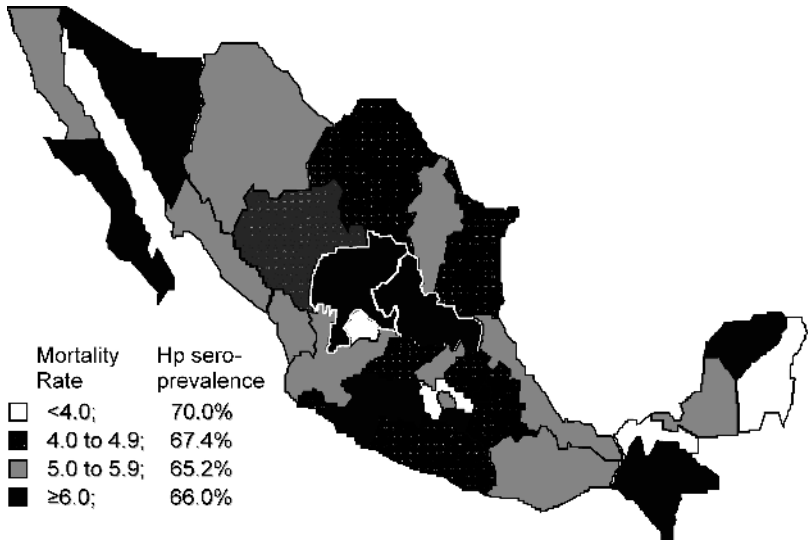 Mortality Hp sero-
Rate prevalence
<4.0; 70.0%
4.0 to 4.9; 67.4%
5.0 to 5.9; 65.2%
≥6.0; 66.0%